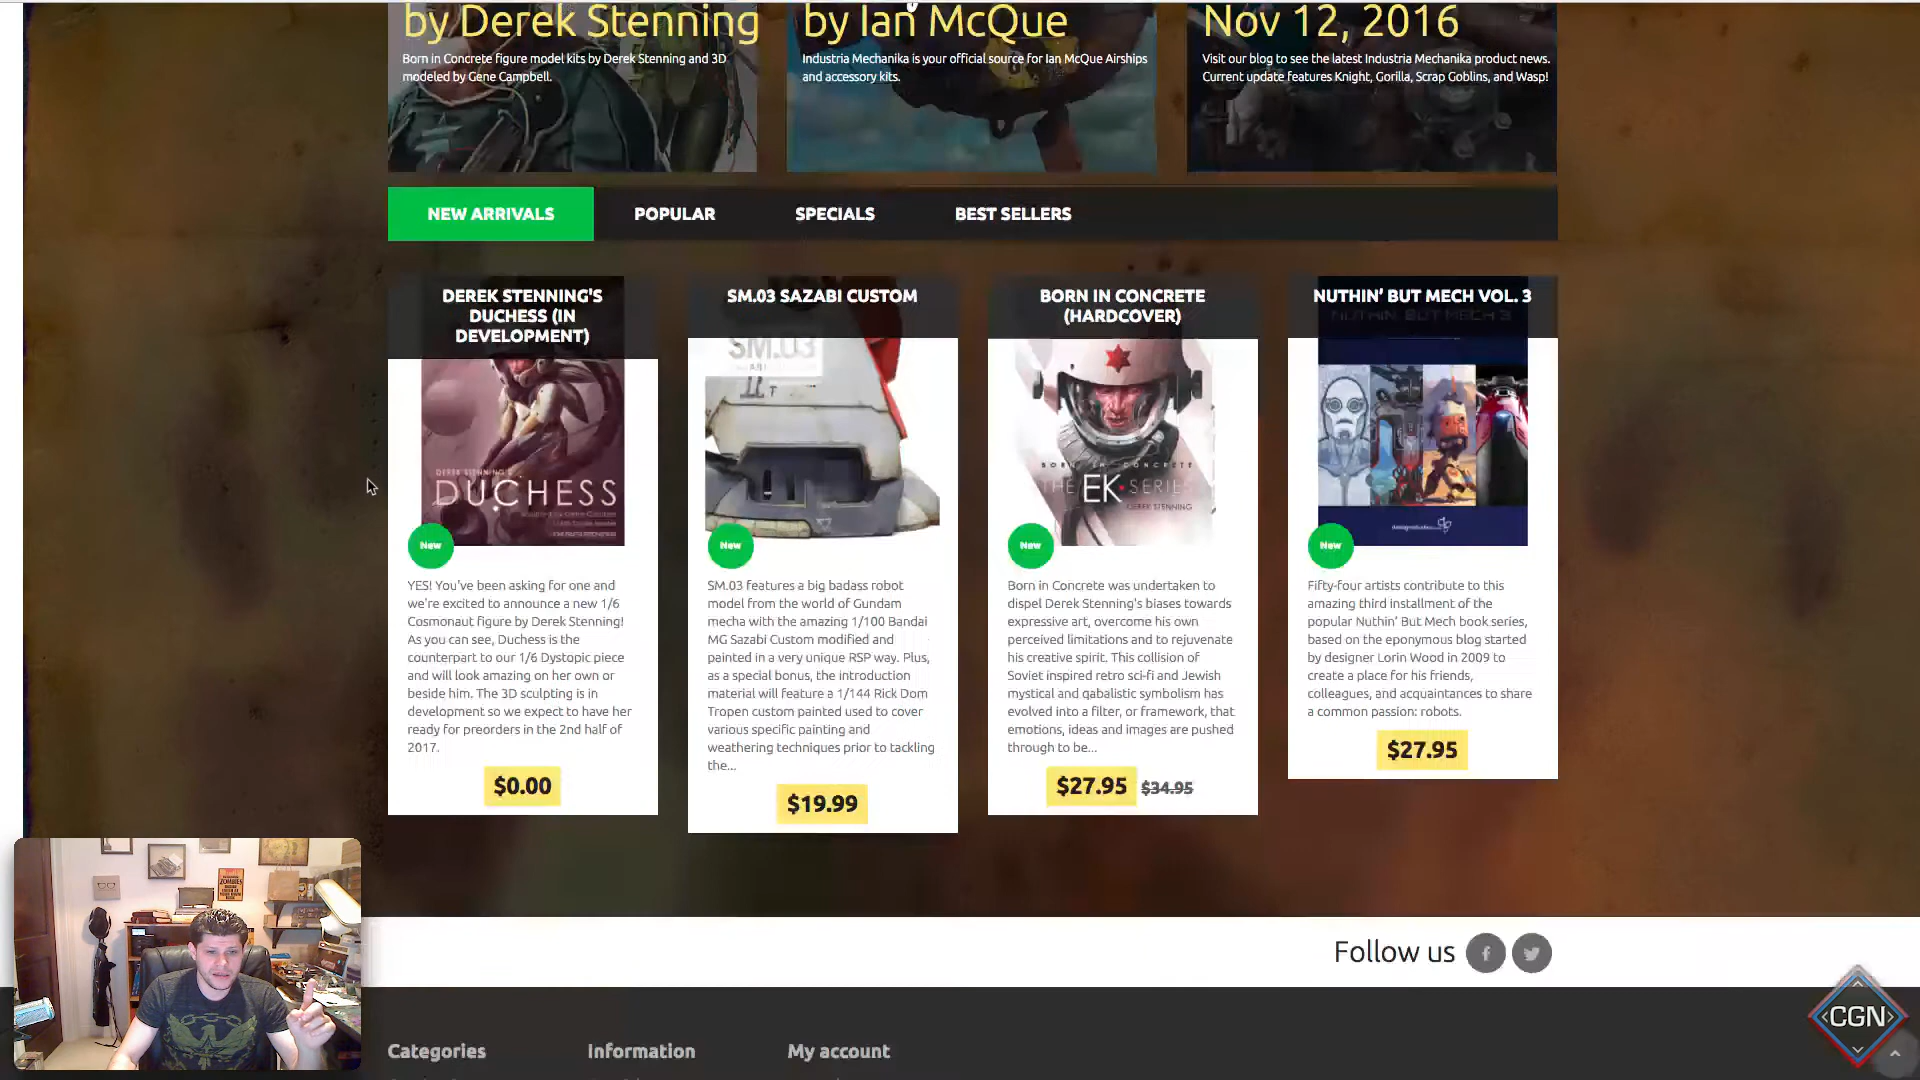 by Derek Stenning
Born in Concrete figure model kits by Derek Stenning and 3D
modeled by Gene Campbell.
by Ian McQue
Industria Mechanika is your official source for Ian McQue Airships
and accessory kits.
Nov 12, 2016
Visit our blog to see the latest Industria Mechanika product news.
Current update features Knight, Gorilla, Scrap Goblins, and Wasp!
NEW ARRIVALS
POPULAR
SPECIALS
BEST SELLERS
DEREK STENNING'S
DUCHESS (IN
DEVELOPMENT)
DEREK STENNING'S
DUCHESS
New
YES! You've been asking for one and
we're excited to announce a new 1/6
Cosmonaut figure by Derek Stenning!
As you can see, Duchess is the
counterpart to our 1/6 Dystopic piece
and will look amazing on her own or
beside him. The 3D sculpting is in
development so we expect to have her
ready for preorders in the 2nd half of
2017.
$0.00
SM.03 SAZABI CUSTOM
SM.03
New
SM.03 features a big badass robot
model from the world of Gundam
mecha with the amazing 1/100 Bandai
MG Sazabi Custom modified and
painted in a very unique RSP way. Plus,
as a special bonus, the introduction
material will feature a 1/144 Rick Dom
Tropen custom painted used to cover
various specific painting and
weathering techniques prior to tackling
the...
$19.99
BORN IN CONCRETE
(HARDCOVER)
BORN IN CONCRETE
THE EK SERIES
DEREK STENNING
New
Born in Concrete was undertaken to
dispel Derek Stenning's biases towards
expressive art, overcome his own
perceived limitations and to rejuvenate
his creative spirit. This collision of
Soviet inspired retro sci-fi and Jewish
mystical and qabalistic symbolism has
evolved into a filter, or framework, that
emotions, ideas and images are pushed
through to be...
$27.95 $34.95
NUTHIN' BUT MECH VOL. 3
NUTHIN' BUT MECH 3
New
Fifty-four artists contribute to this
amazing third installment of the
popular Nuthin' But Mech book series,
based on the eponymous blog started
by designer Lorin Wood in 2009 to
create a place for his friends,
colleagues, and acquaintances to share
a common passion: robots.
$27.95
Follow us
CGN
Categories
Information
My account